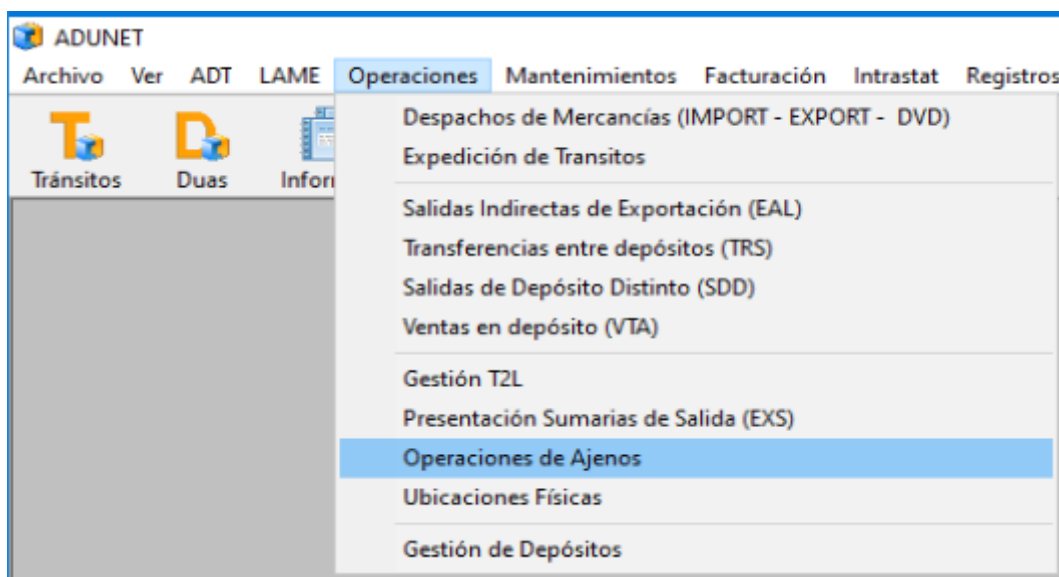 ADUNET
Archivo Ver ADT LAME Operaciones Mantenimientos Facturación Intrastat Registros
Tránsitos Duas Infor
Despachos de Mercancías (IMPORT - EXPORT - DVD)
Expedición de Transitos
Salidas Indirectas de Exportación (EAL)
Transferencias entre depósitos (TRS)
Salidas de Depósito Distinto (SDD)
Ventas en depósito (VTA)
Gestión T2L
Presentación Sumarias de Salida (EXS)
Operaciones de Ajenos
Ubicaciones Físicas
Gestión de Depósitos